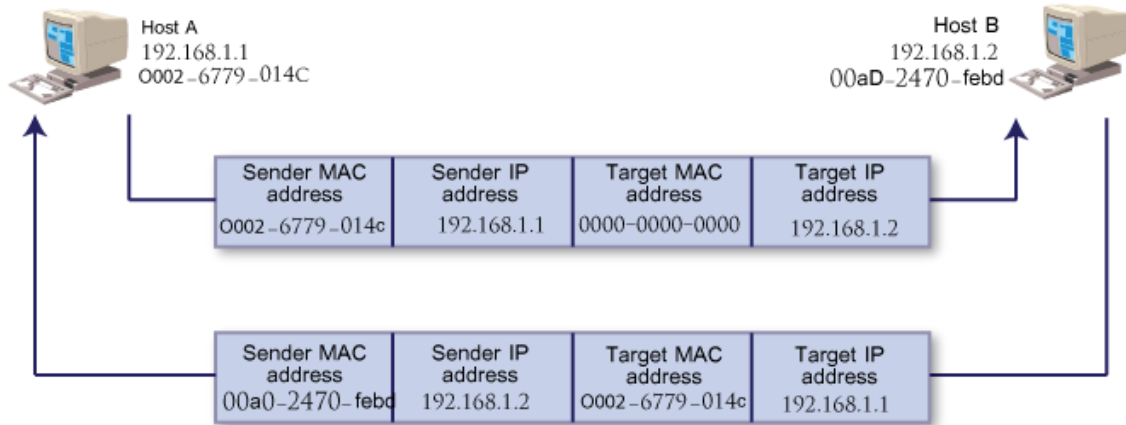 Host A
192.168.1.1
0002-6779-014C
Host B
192.168.1.2
00aD-2470-febd
Sender MAC address
Sender IP address
Target MAC address
Target IP address
0002-6779-014c
192.168.1.1
0000-0000-0000
192.168.1.2
Sender MAC address
Sender IP address
Target MAC address
Target IP address
00a0-2470-febd
192.168.1.2
0002-6779-014c
192.168.1.1